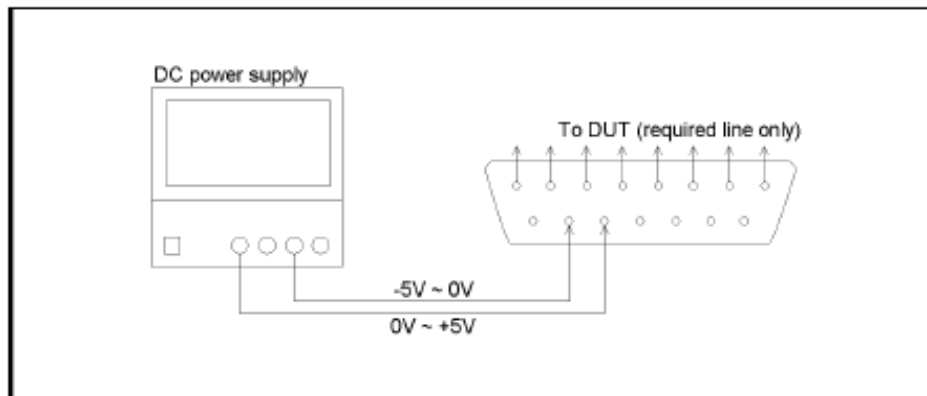 DC power supply
To DUT (required line only)
-5V ~ 0V
0V ~ +5V